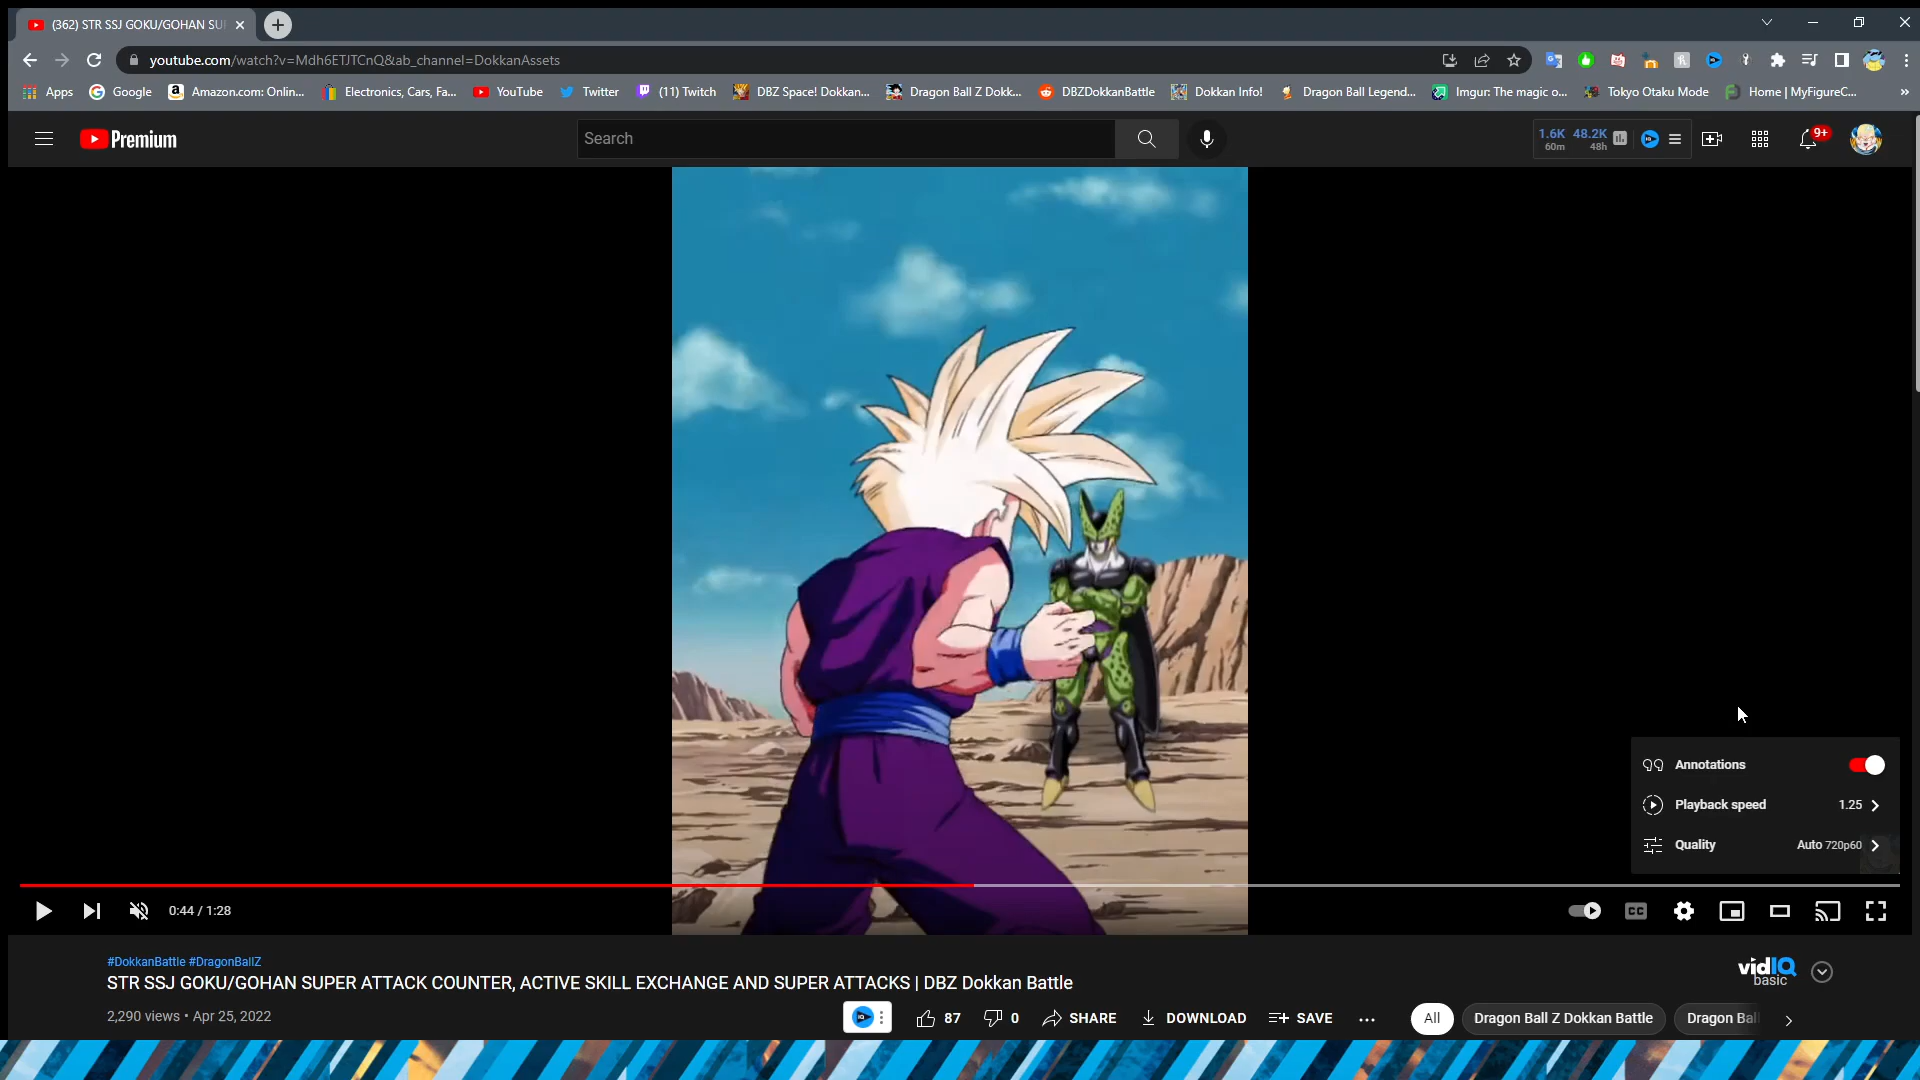 (362) STR SSJ GOKU/GOHAN SU
youtube.com/watch?v=Mdh6ETJTCnQ&ab_channel=DokkanAssets
Apps Google Amazon.com: Onlin... Electronics, Cars, Fa... YouTube Twitter (11) Twitch DBZ Space! Dokkan... Dragon Ball Z Dokk... DBZDokkanBattle Dokkan Info! Dragon Ball Legend... Imgur: The magic o... Tokyo Otaku Mode Home | MyFigureC... »
Premium Search 1.6K 60m 48.2K 48h 9+
Annotations
Playback speed 1.25
Quality Auto 720p60
0:44 / 1:28 CC
#DokkanBattle #DragonBallZ
STR SSJ GOKU/GOHAN SUPER ATTACK COUNTER, ACTIVE SKILL EXCHANGE AND SUPER ATTACKS | DBZ Dokkan Battle
vidIQ
basic
2,290 views • Apr 25, 2022 87 0 SHARE DOWNLOAD SAVE ... All Dragon Ball Z Dokkan Battle Dragon Bal